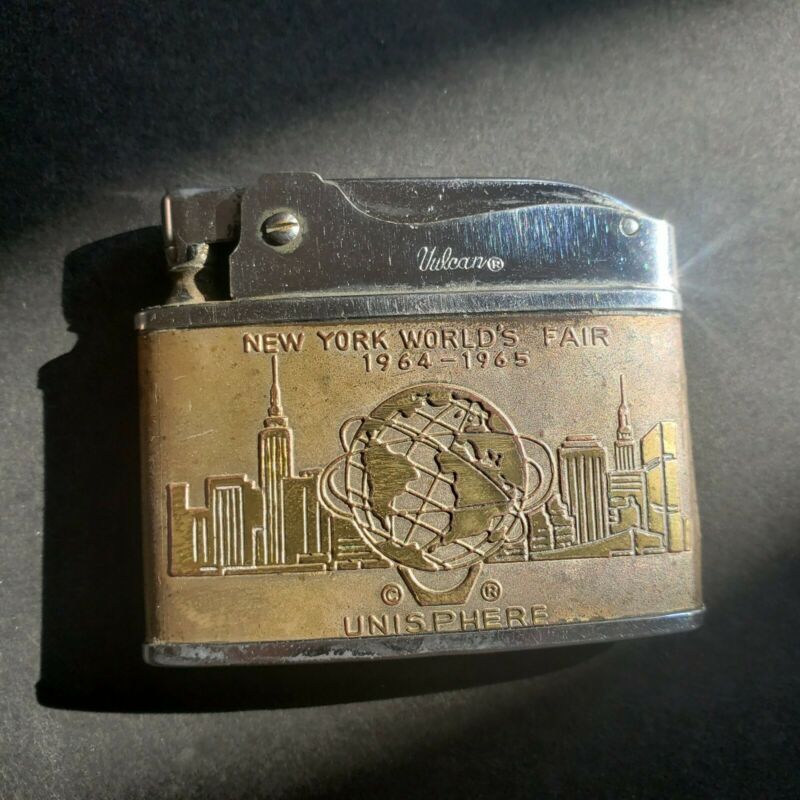 Vulcan®
NEW YORK WORLD'S FAIR
1964-1965
© ®
UNISPHERE